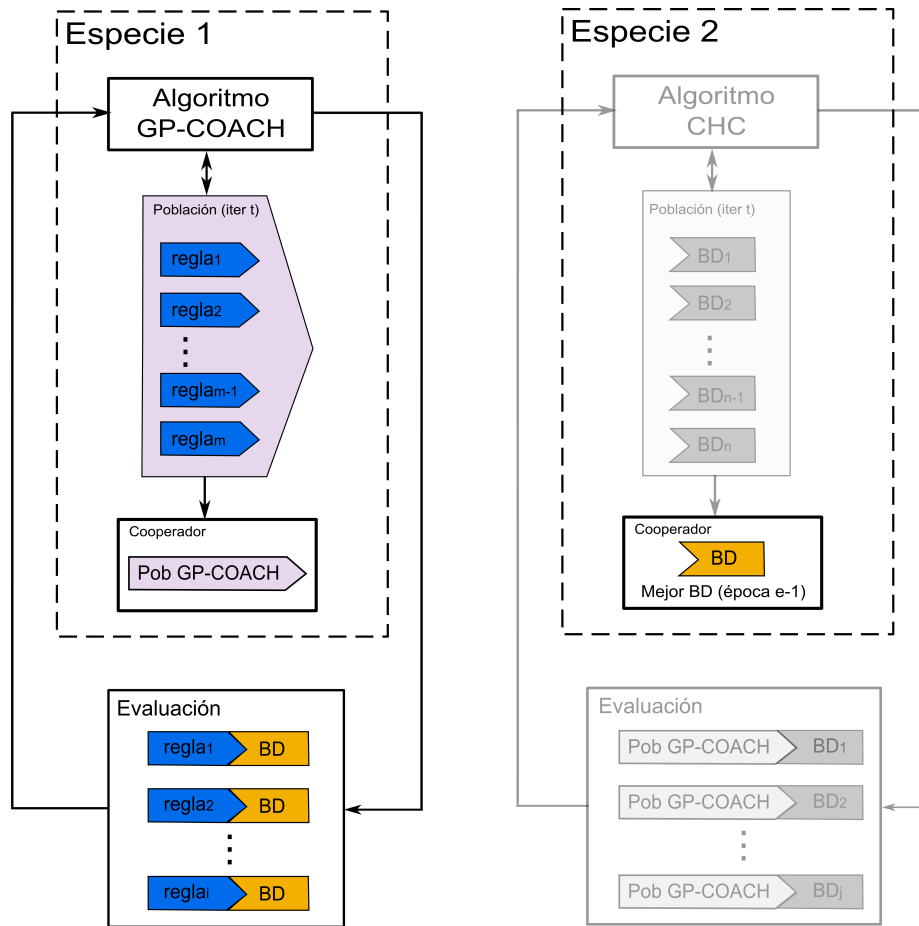 Especie 1
Algoritmo
GP-COACH
Población (iter t)
regla1
regla2
reglam-1
reglam
Cooperador
Pob GP-COACH
Evaluación
regla1 BD
regla2 BD
reglai BD
Especie 2
Algoritmo
CHC
Población (iter t)
BD1
BD2
BDn-1
BDn
Cooperador
BD
Mejor BD (época e-1)
Evaluación
Pob GP-COACH BD1
Pob GP-COACH BD2
Pob GP-COACH BDj